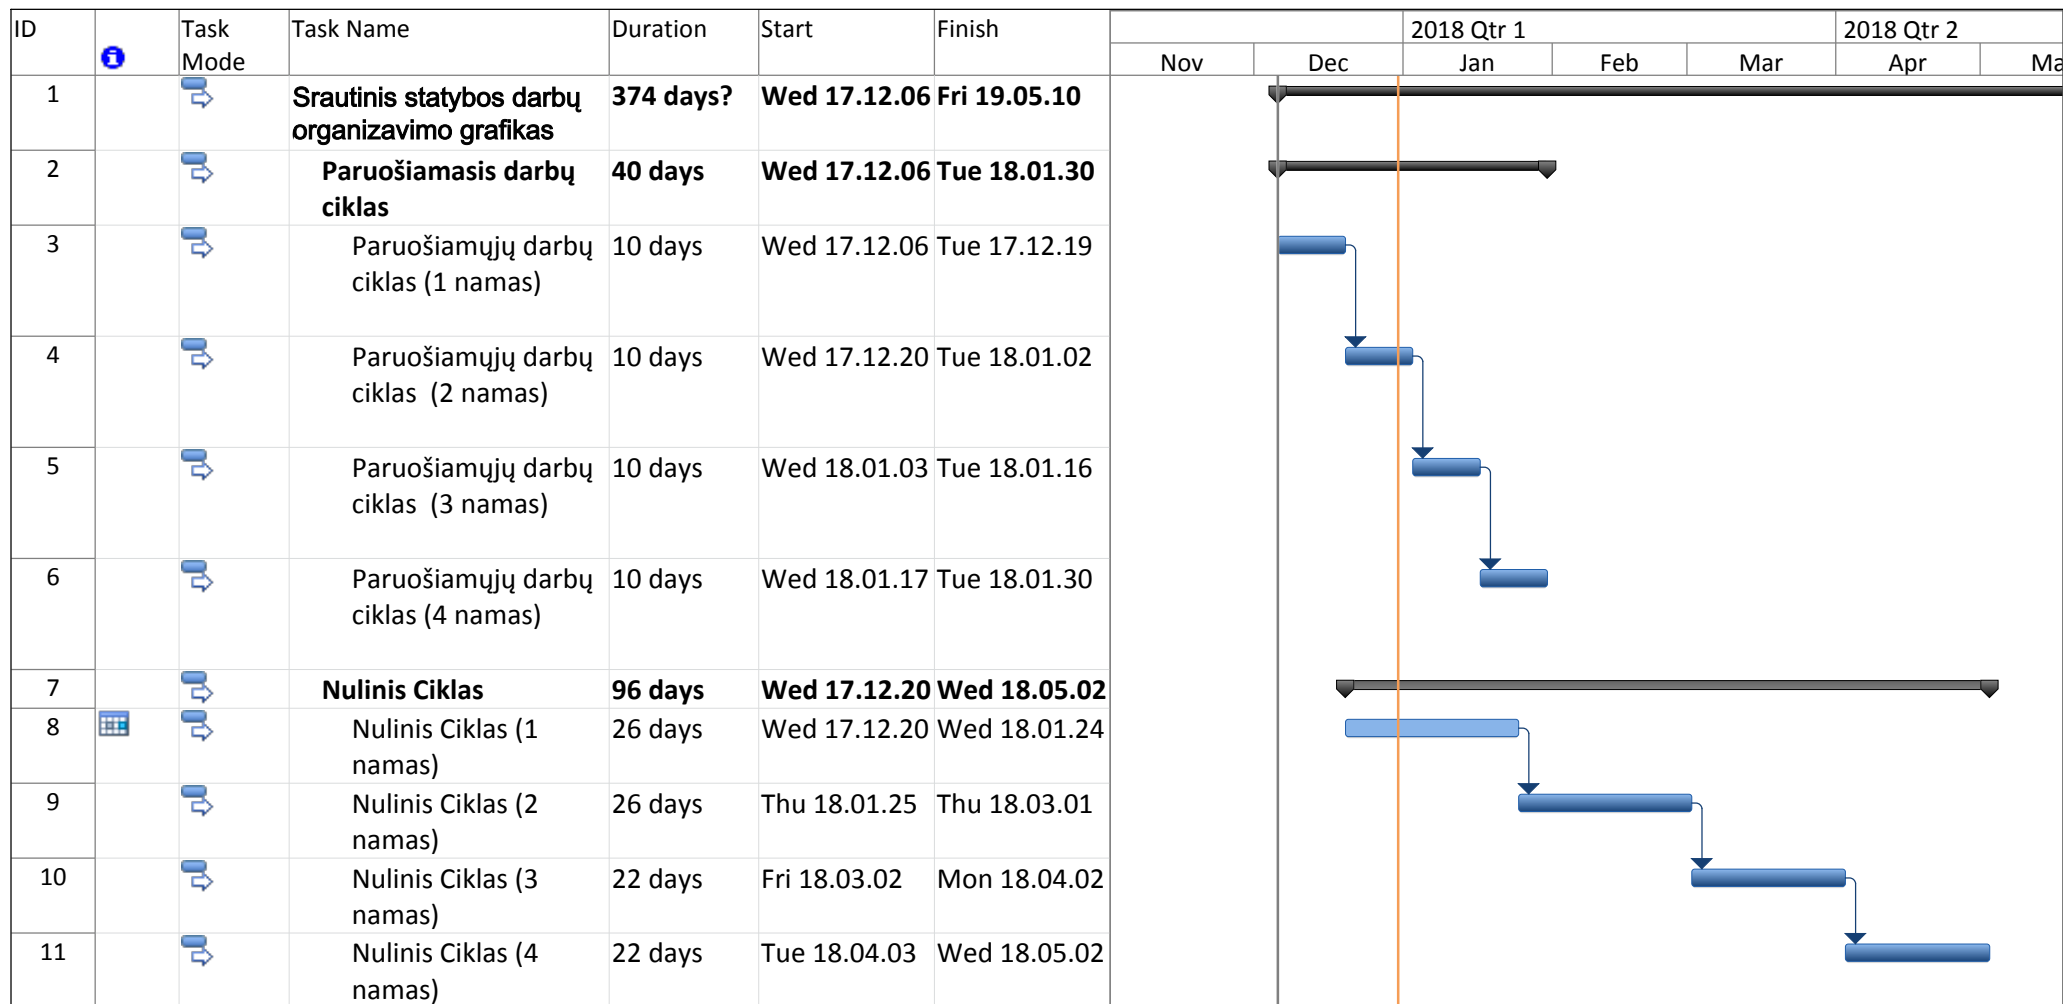 ID Task Mode Task Name Duration Start Finish 2018 Qtr 1 2018 Qtr 2
Nov Dec Jan Feb Mar Apr Ma
1 Srautinis statybos darbų 374 days? Wed 17.12.06 Fri 19.05.10
organizavimo grafikas
2 Paruošiamasis darbų 40 days Wed 17.12.06 Tue 18.01.30
ciklas
3 Paruošiamųjų darbų 10 days Wed 17.12.06 Tue 17.12.19
ciklas (1 namas)
4 Paruošiamųjų darbų 10 days Wed 17.12.20 Tue 18.01.02
ciklas (2 namas)
5 Paruošiamųjų darbų 10 days Wed 18.01.03 Tue 18.01.16
ciklas (3 namas)
6 Paruošiamųjų darbų 10 days Wed 18.01.17 Tue 18.01.30
ciklas (4 namas)
7 Nulinis Ciklas 96 days Wed 17.12.20 Wed 18.05.02
8 Nulinis Ciklas (1 26 days Wed 17.12.20 Wed 18.01.24
namas)
9 Nulinis Ciklas (2 26 days Thu 18.01.25 Thu 18.03.01
namas)
10 Nulinis Ciklas (3 22 days Fri 18.03.02 Mon 18.04.02
namas)
11 Nulinis Ciklas (4 22 days Tue 18.04.03 Wed 18.05.02
namas)